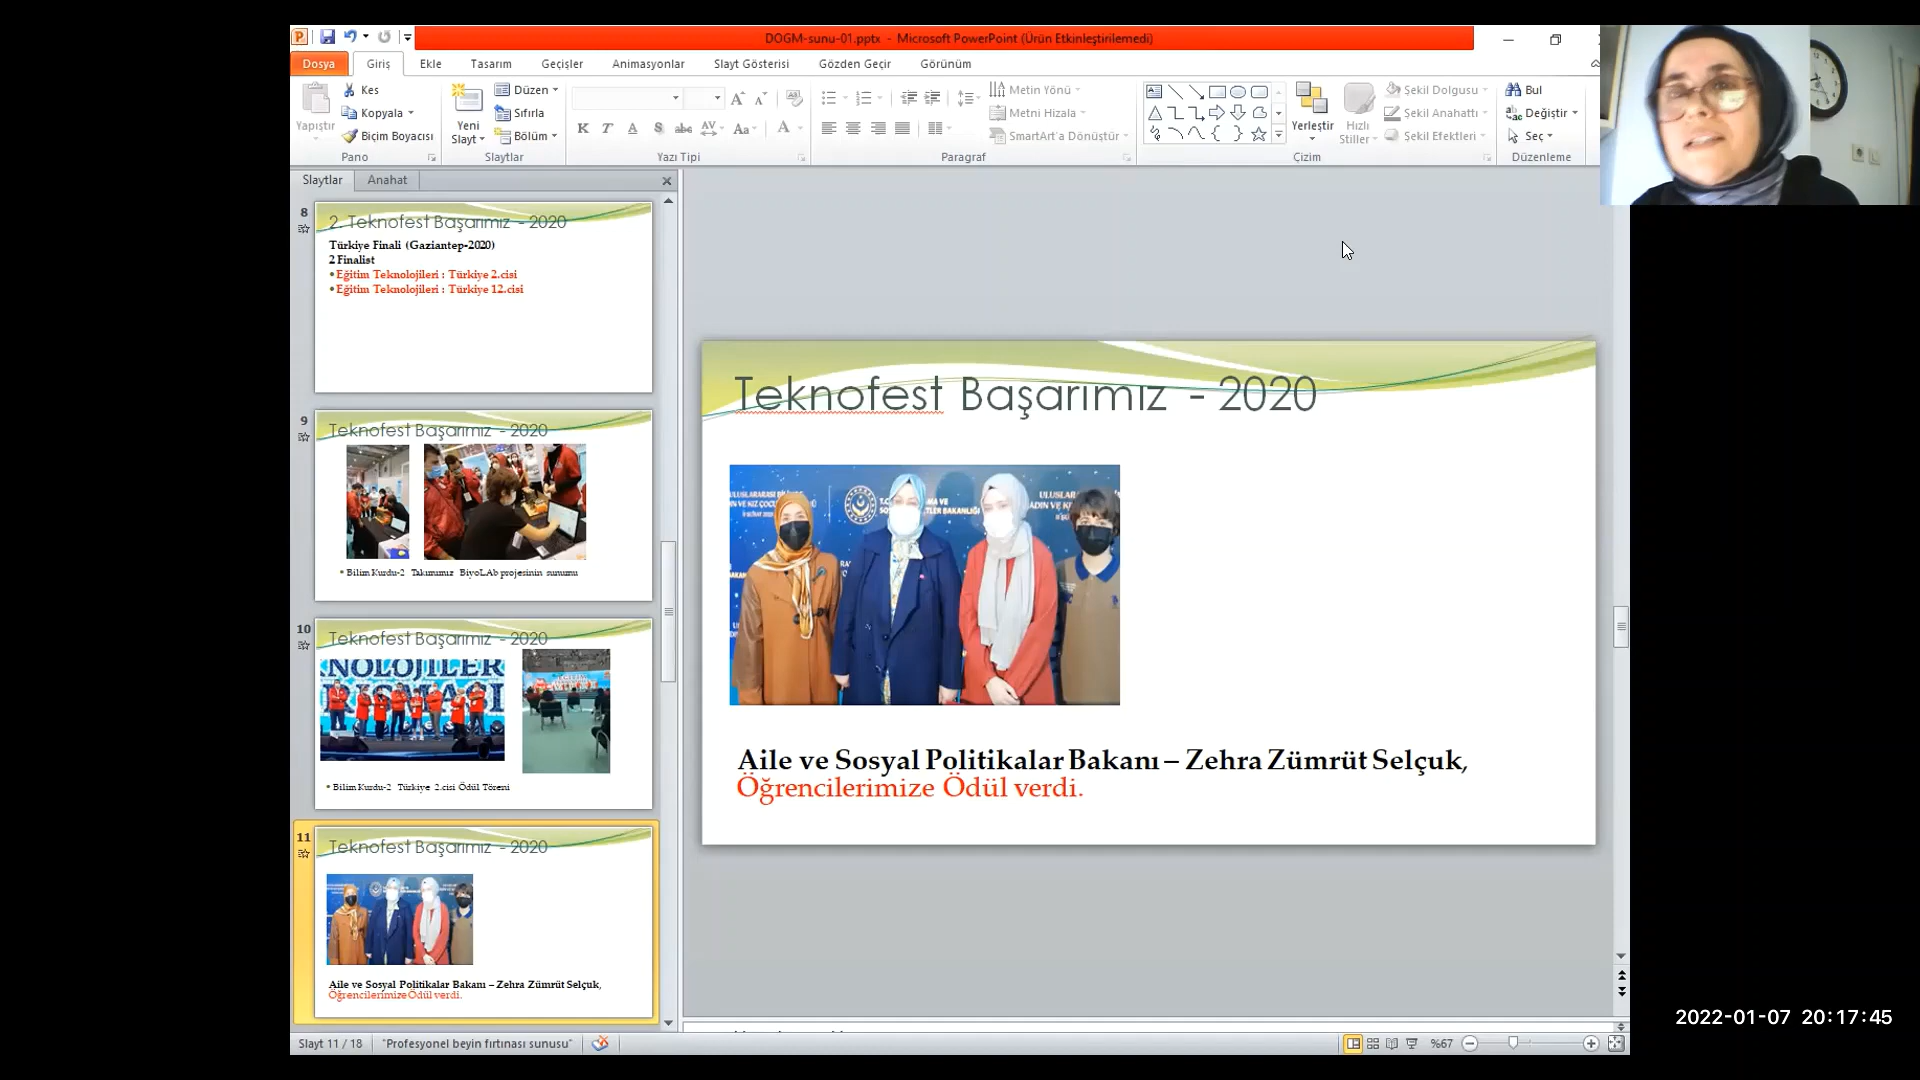 DOGM-sunu-01.pptx - Microsoft PowerPoint (Ürün Etkinleştirilemedi)
Dosya Giriş Ekle Tasarım Geçişler Animasyonlar Slayt Gösterisi Gözden Geçir Görünüm
Yapıştır
Kes
Kopyala
Biçim Boyacısı
Pano
Yeni Slayt
Düzen
Sıfırla
Bölüm
Slaytlar
K T A S abc AV Aa A
Yazı Tipi
Metin Yönü
Metni Hizala
SmartArt'a Dönüştür
Paragraf
Yerleştir
Hızlı Stiller
Şekil Dolgusu
Şekil Anahattı
Şekil Efektleri
Çizim
Bul
Değiştir
Seç
Düzenleme
Slaytlar Anahat
8
2. Teknofest Başarımız - 2020
Türkiye Finali (Gaziantep-2020)
2 Finalist
• Eğitim Teknolojileri : Türkiye 2.cisi
• Eğitim Teknolojileri : Türkiye 12.cisi
9
Teknofest Başarımız - 2020
• Bilim Kurdu-2 Takımımız BiyoLAb projesinin sunumu
10
Teknofest Başarımız - 2020
NOLOJİLER
• Bilim Kurdu-2 Türkiye 2.cisi Ödül Töreni
11
Teknofest Başarımız - 2020
Aile ve Sosyal Politikalar Bakanı – Zehra Zümrüt Selçuk,
Öğrencilerimize Ödül verdi.
Teknofest Başarımız - 2020
Aile ve Sosyal Politikalar Bakanı – Zehra Zümrüt Selçuk,
Öğrencilerimize Ödül verdi.
Slayt 11 / 18 "Profesyonel beyin fırtınası sunusu" %67
2022-01-07 20:17:45